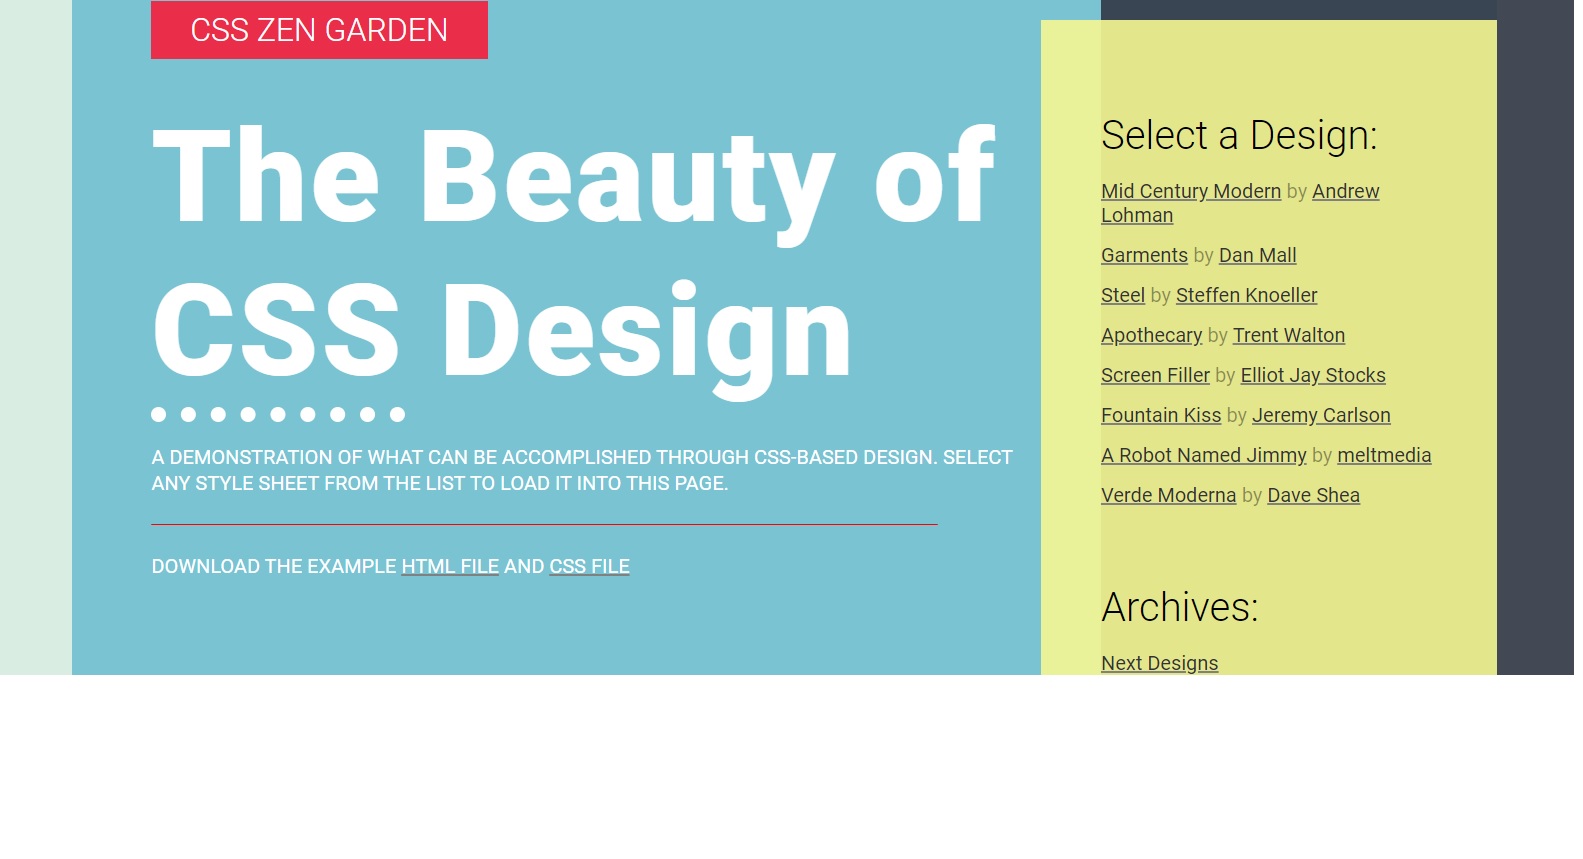 CSS ZEN GARDEN
The Beauty of
CSS Design
A DEMONSTRATION OF WHAT CAN BE ACCOMPLISHED THROUGH CSS-BASED DESIGN. SELECT
ANY STYLE SHEET FROM THE LIST TO LOAD IT INTO THIS PAGE.
DOWNLOAD THE EXAMPLE HTML FILE AND CSS FILE
Select a Design:
Mid Century Modern by Andrew
Lohman
Garments by Dan Mall
Steel by Steffen Knoeller
Apothecary by Trent Walton
Screen Filler by Elliot Jay Stocks
Fountain Kiss by Jeremy Carlson
A Robot Named Jimmy by meltmedia
Verde Moderna by Dave Shea
Archives:
Next Designs